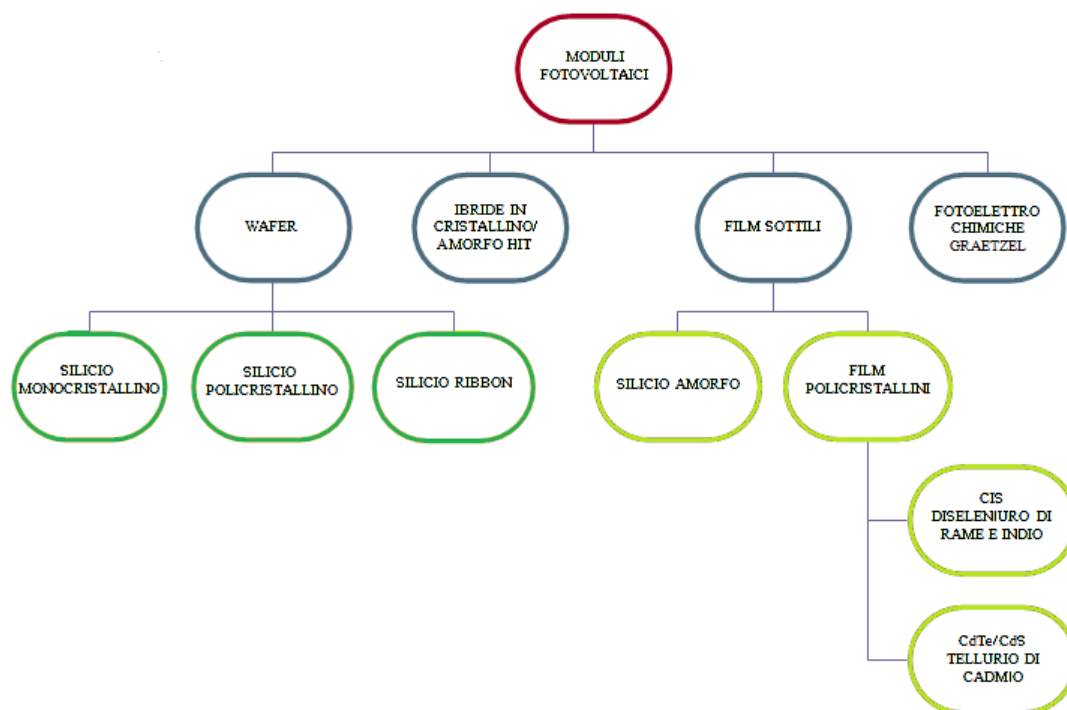 MODULI
FOTOVOLTAICI
WAFER
IBRIDE IN
CRISTALLINO/
AMORFO HIT
FILM SOTTILI
FOTOELETTRO
CHIMICHE
GRAETZEL
SILICIO
MONOCRISTALLINO
SILICIO
POLICRISTALLINO
SILICIO RIBBON
SILICIO AMORFO
FILM
POLICRISTALLINI
CIS
DISELENIURO DI
RAME E INDIO
CdTe/CdS
TELLURIO DI
CADMIO